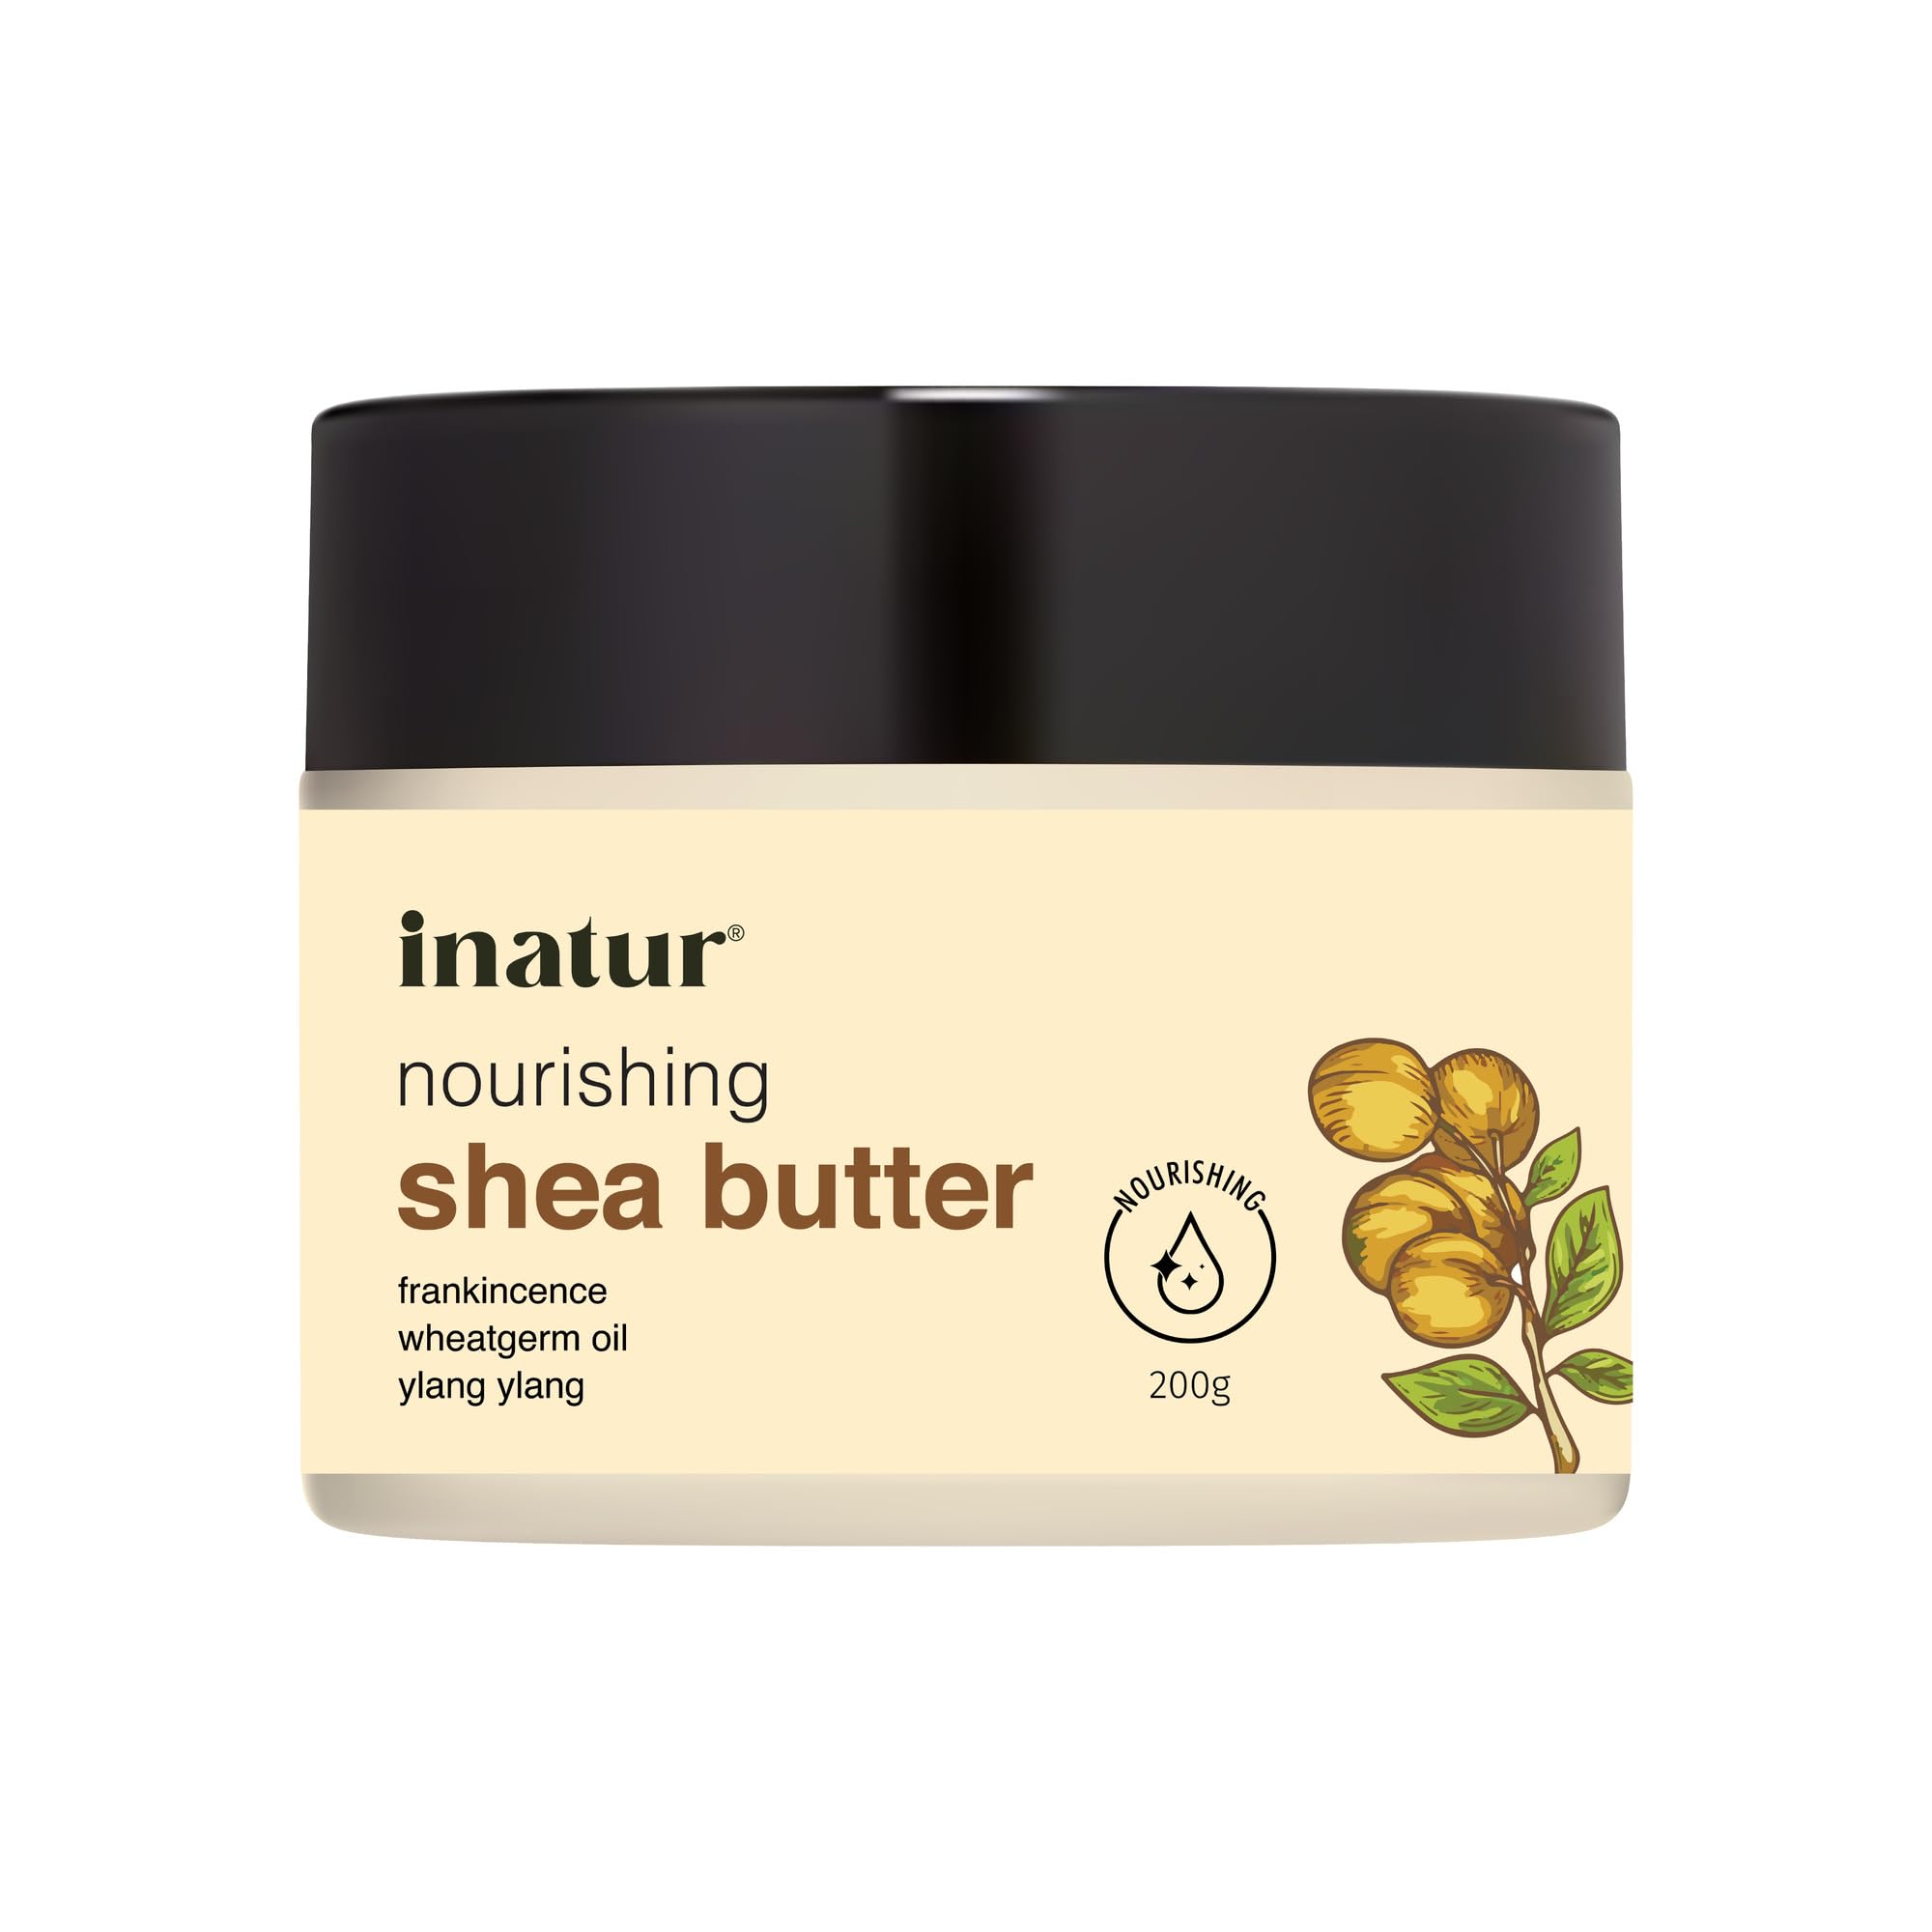 inatur®
nourishing
shea butter
frankincence
wheatgerm oil
ylang ylang
NOURISHING
200g